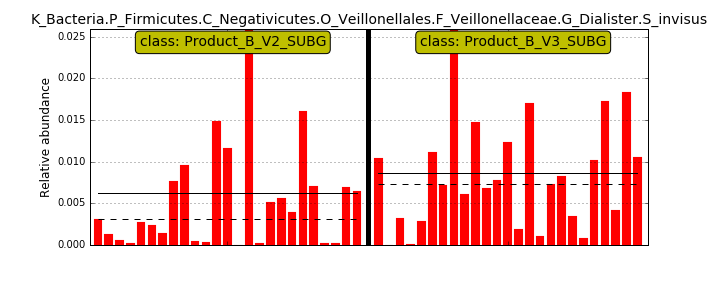 K_Bacteria.P_Firmicutes.C_Negativicutes.O_Veillonellales.F_Veillonellaceae.G_Dialister.S_invisus
class: Product_B_V2_SUBG
class: Product_B_V3_SUBG
Relative abundance
0.025
0.020
0.015
0.010
0.005
0.000